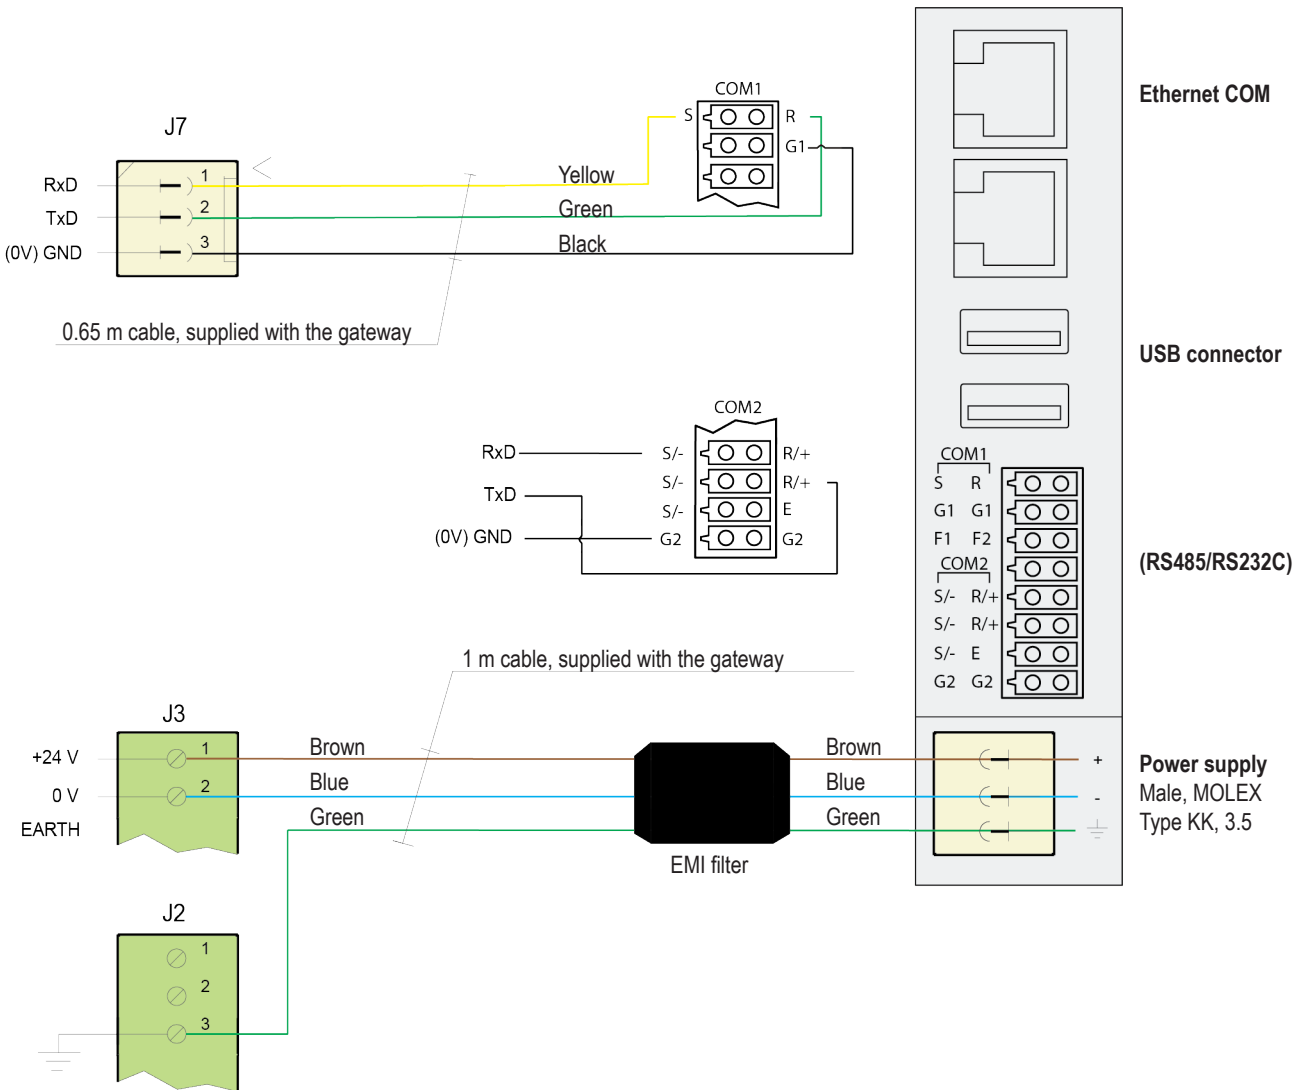 Ethernet COM
COM1
S R
G1
J7
1
RxD
Yellow
2
TxD
Green
3
(0V) GND
Black
0.65 m cable, supplied with the gateway
USB connector
COM2
RxD S/- R/+
TxD S/- R/+
S/- E
(0V) GND G2 G2
COM1
S R
G1 G1
F1 F2
COM2
S/- R/+
S/- R/+
S/- E
G2 G2
(RS485/RS232C)
1 m cable, supplied with the gateway
J3
+24 V 1 Brown Brown +
0 V 2 Blue Blue -
EARTH Green Green
EMI filter
Power supply
Male, MOLEX
Type KK, 3.5
J2
1
2
3